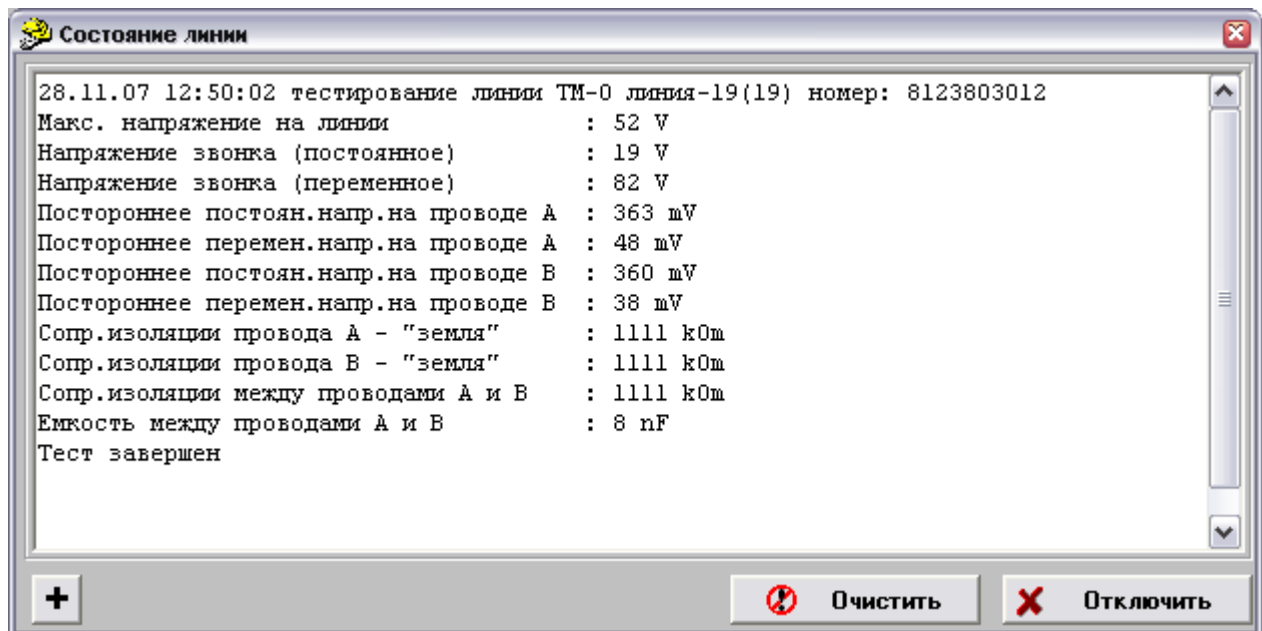 Состояние линии
28.11.07 12:50:02 тестирование линии ТМ-0 линия-19(19) номер: 8123803012
Макс. напряжение на линии : 52 V
Напряжение звонка (постоянное) : 19 V
Напряжение звонка (переменное) : 82 V
Постороннее постоян.напр.на проводе А : 363 mV
Постороннее перемен.напр.на проводе А : 48 mV
Постороннее постоян.напр.на проводе В : 360 mV
Постороннее перемен.напр.на проводе В : 38 mV
Сопр.изоляции провода А - "земля" : 1111 kOm
Сопр.изоляции провода В - "земля" : 1111 kOm
Сопр.изоляции между проводами А и В : 1111 kOm
Емкость между проводами А и В : 8 nF
Тест завершен
Очистить Отключить